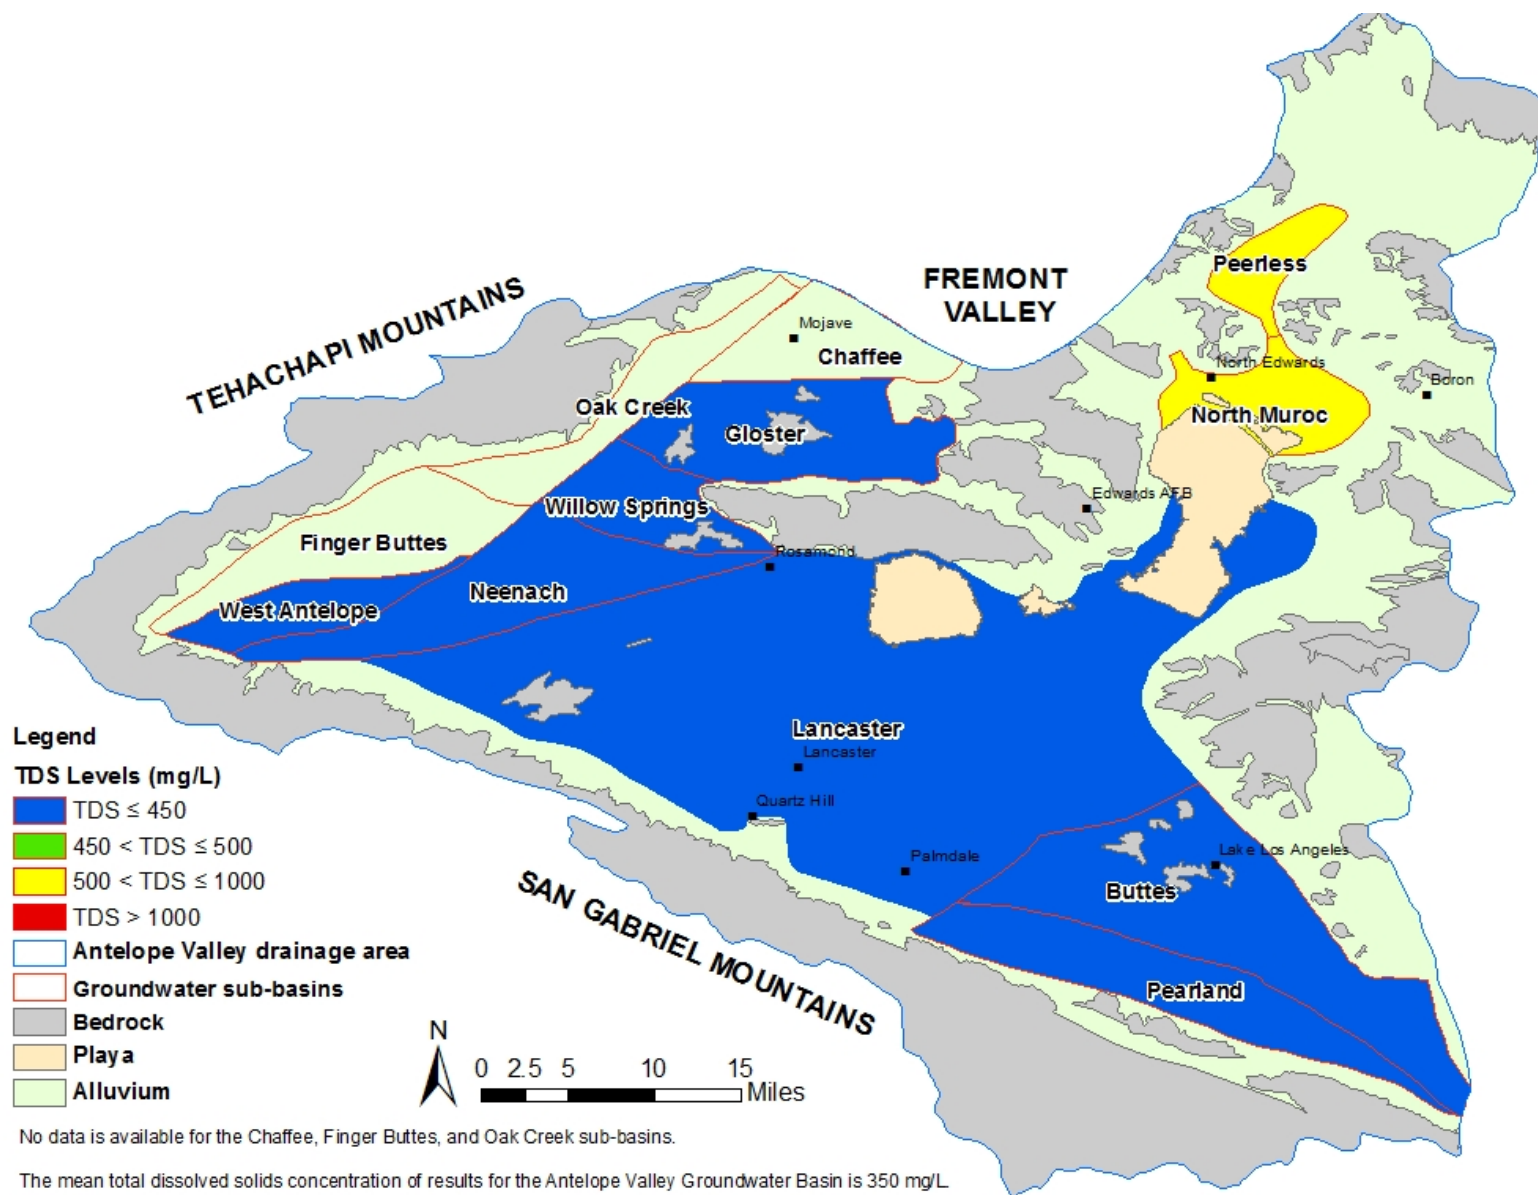 FREMONT
VALLEY
TEHACHAPI MOUNTAINS
Peerless
Mojave
Chaffee
North Edwards
Boron
Oak Creek
Gloster
North Muroc
Willow Springs
Edwards AFB
Finger Buttes
Rosamond
West Antelope
Neenach
Lancaster
Lancaster
Quartz Hill
Palmdale
Lake Los Angeles
Buttes
SAN GABRIEL MOUNTAINS
Pearland
Legend
TDS Levels (mg/L)
TDS ≤ 450
450 < TDS ≤ 500
500 < TDS ≤ 1000
TDS > 1000
Antelope Valley drainage area
Groundwater sub-basins
Bedrock
Playa
Alluvium
N
0 2.5 5 10 15
Miles
No data is available for the Chaffee, Finger Buttes, and Oak Creek sub-basins.
The mean total dissolved solids concentration of results for the Antelope Valley Groundwater Basin is 350 mg/L.